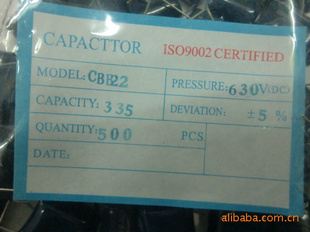 CAPACTTOR ISO9002 CERTIFIED
MODEL: CBB22 PRESSURE: 630V(DC)
CAPACITY: 335 DEVIATION: ±5%
QUANTITY: 500 PCS
DATE:
alibaba.com.cn